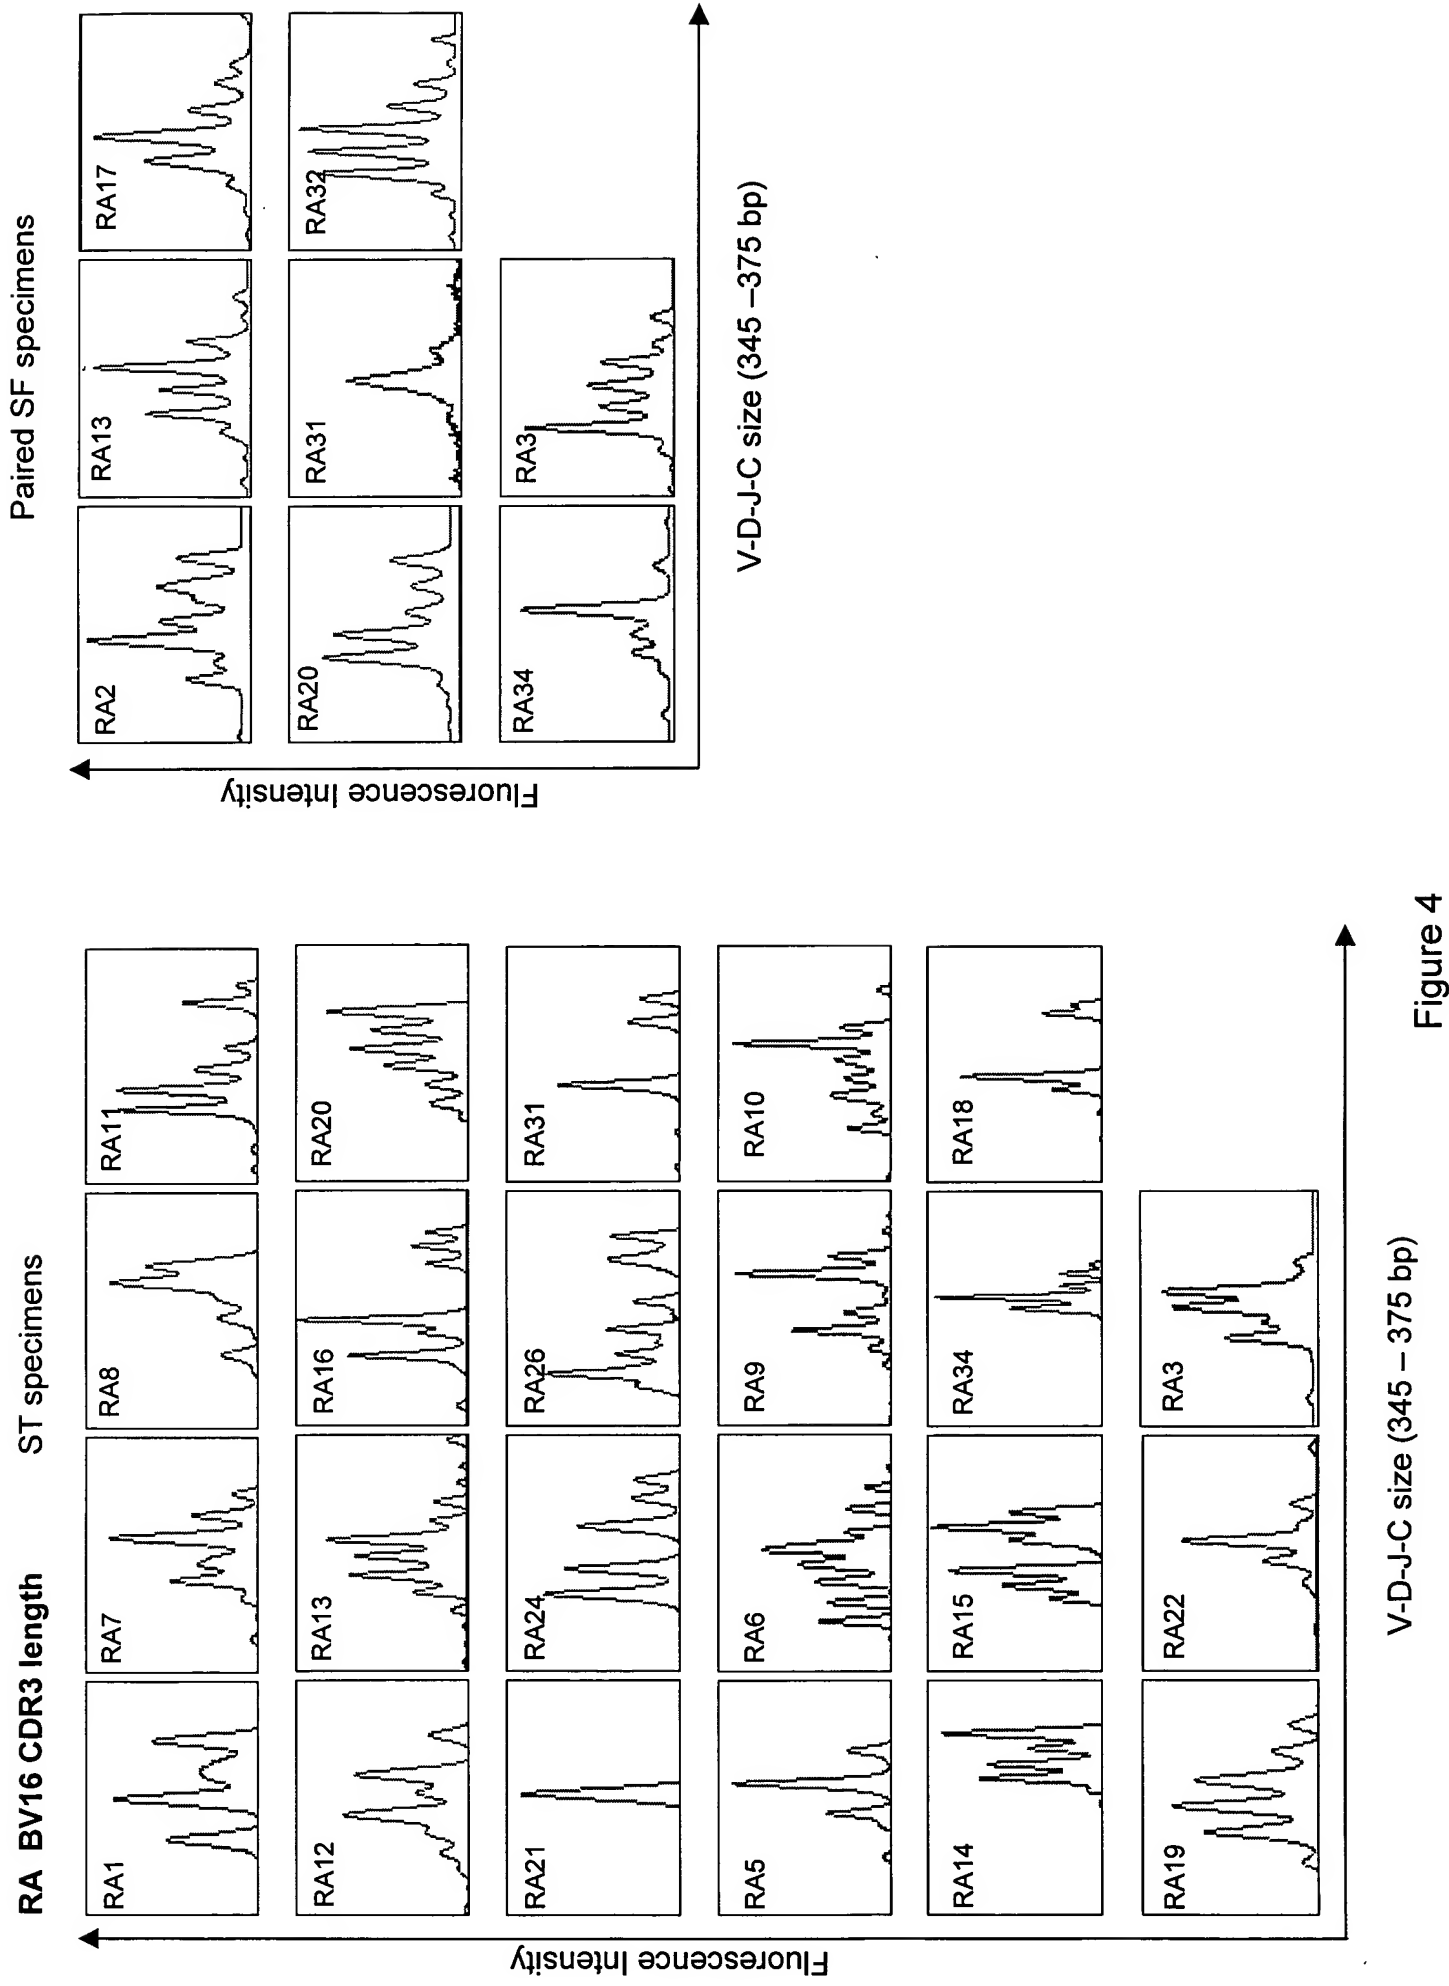 RA BV16 CDR3 length
ST specimens
RA1
RA7
RA8
RA11
RA12
RA13
RA16
RA20
RA21
RA24
RA26
RA31
RA5
RA6
RA9
RA10
RA14
RA15
RA34
RA18
RA19
RA22
RA3
Fluorescence Intensity
V-D-J-C size (345 – 375 bp)
Paired SF specimens
RA2
RA13
RA17
RA20
RA31
RA32
RA34
RA3
Fluorescence Intensity
V-D-J-C size (345 –375 bp)
Figure 4